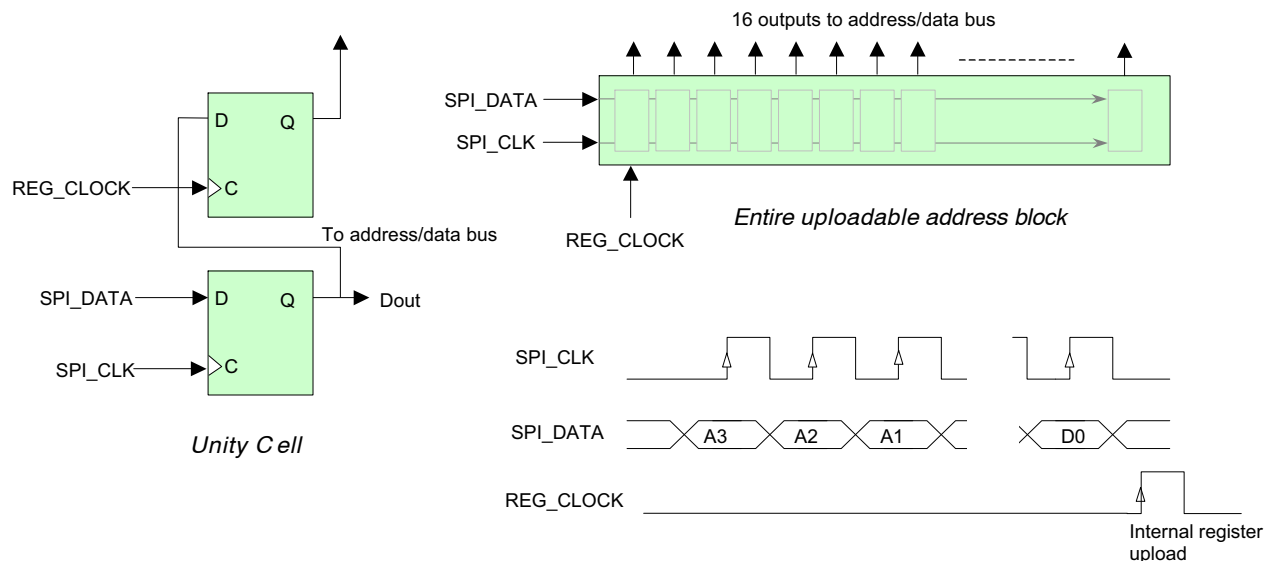 16 outputs to address/data bus
D
Q
REG_CLOCK
C
To address/data bus
SPI_DATA
D
Q
Dout
SPI_CLK
C
Unity Cell
SPI_DATA
SPI_CLK
REG_CLOCK
Entire uploadable address block
SPI_CLK
SPI_DATA
A3
A2
A1
D0
REG_CLOCK
Internal register
upload